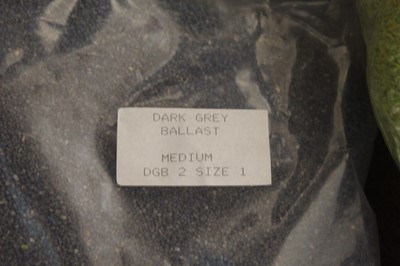 DARK GREY
BALLAST
MEDIUM
DGB 2 SIZE 1